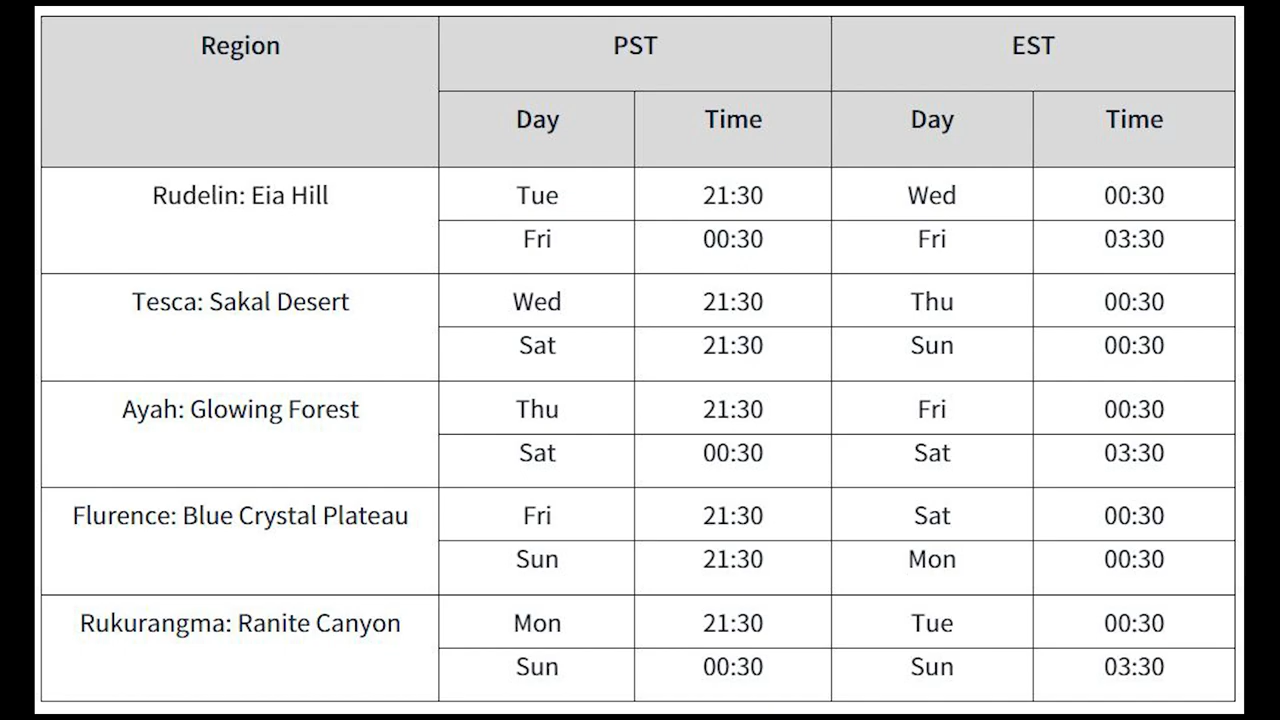 Region PST EST
Day Time Day Time
Rudelin: Eia Hill Tue 21:30 Wed 00:30
Fri 00:30 Fri 03:30
Tesca: Sakal Desert Wed 21:30 Thu 00:30
Sat 21:30 Sun 00:30
Ayah: Glowing Forest Thu 21:30 Fri 00:30
Sat 00:30 Sat 03:30
Flurence: Blue Crystal Plateau Fri 21:30 Sat 00:30
Sun 21:30 Mon 00:30
Rukurangma: Ranite Canyon Mon 21:30 Tue 00:30
Sun 00:30 Sun 03:30